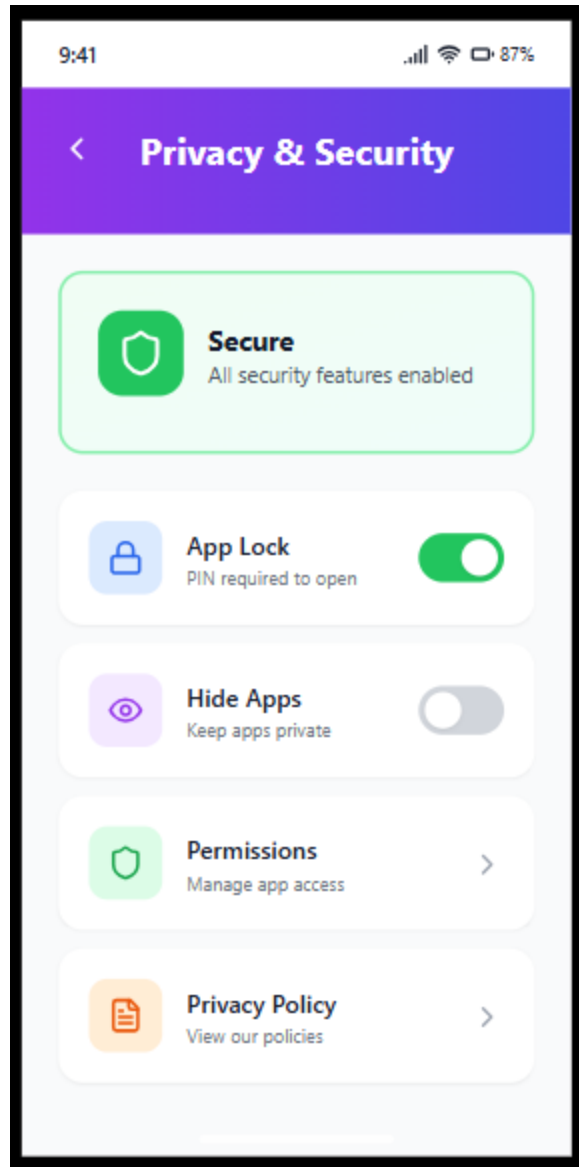 9:41
87%
Privacy & Security
Secure
All security features enabled
App Lock
PIN required to open
Hide Apps
Keep apps private
Permissions
Manage app access
Privacy Policy
View our policies